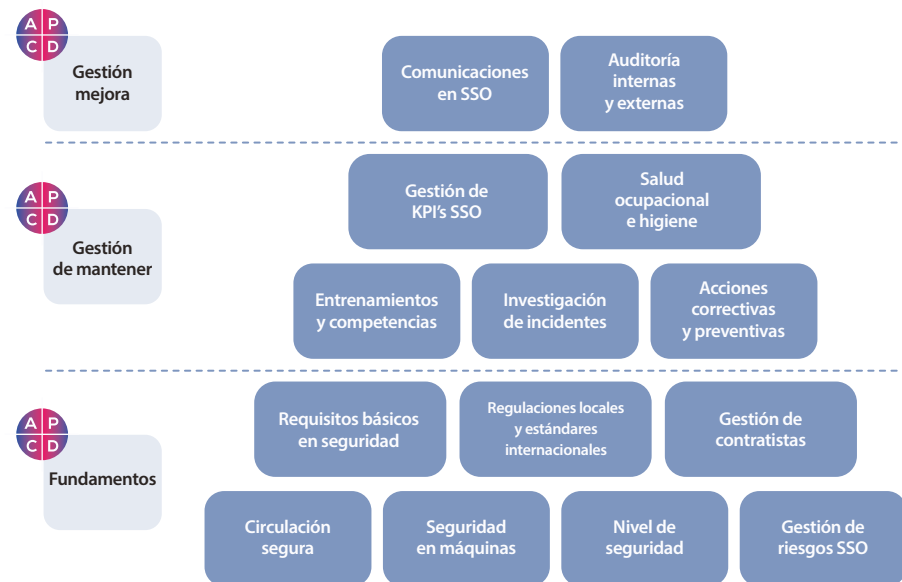 A P
C D
Gestión
mejora
Comunicaciones
en SSO
Auditoría
internas
y externas
A P
C D
Gestión
de mantener
Gestión de
KPI's SSO
Salud
ocupacional
e higiene
Entrenamientos
y competencias
Investigación
de incidentes
Acciones
correctivas
y preventivas
A P
C D
Fundamentos
Requisitos básicos
en seguridad
Regulaciones locales
y estándares
internacionales
Gestión de
contratistas
Circulación
segura
Seguridad
en máquinas
Nivel de
seguridad
Gestión de
riesgos SSO